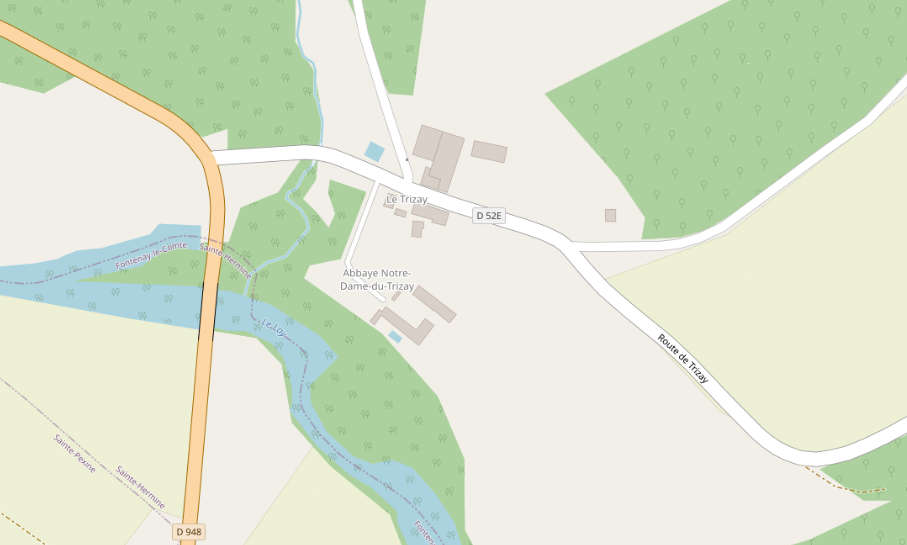 Le Trizay
D 52E
Fontenay-le-Comte
Sainte-Hermine
Abbaye Notre-
Dame-du-Trizay
Le Lay
Route de Trizay
Sainte-Pexine
Sainte-Hermine
D 948
Fonten